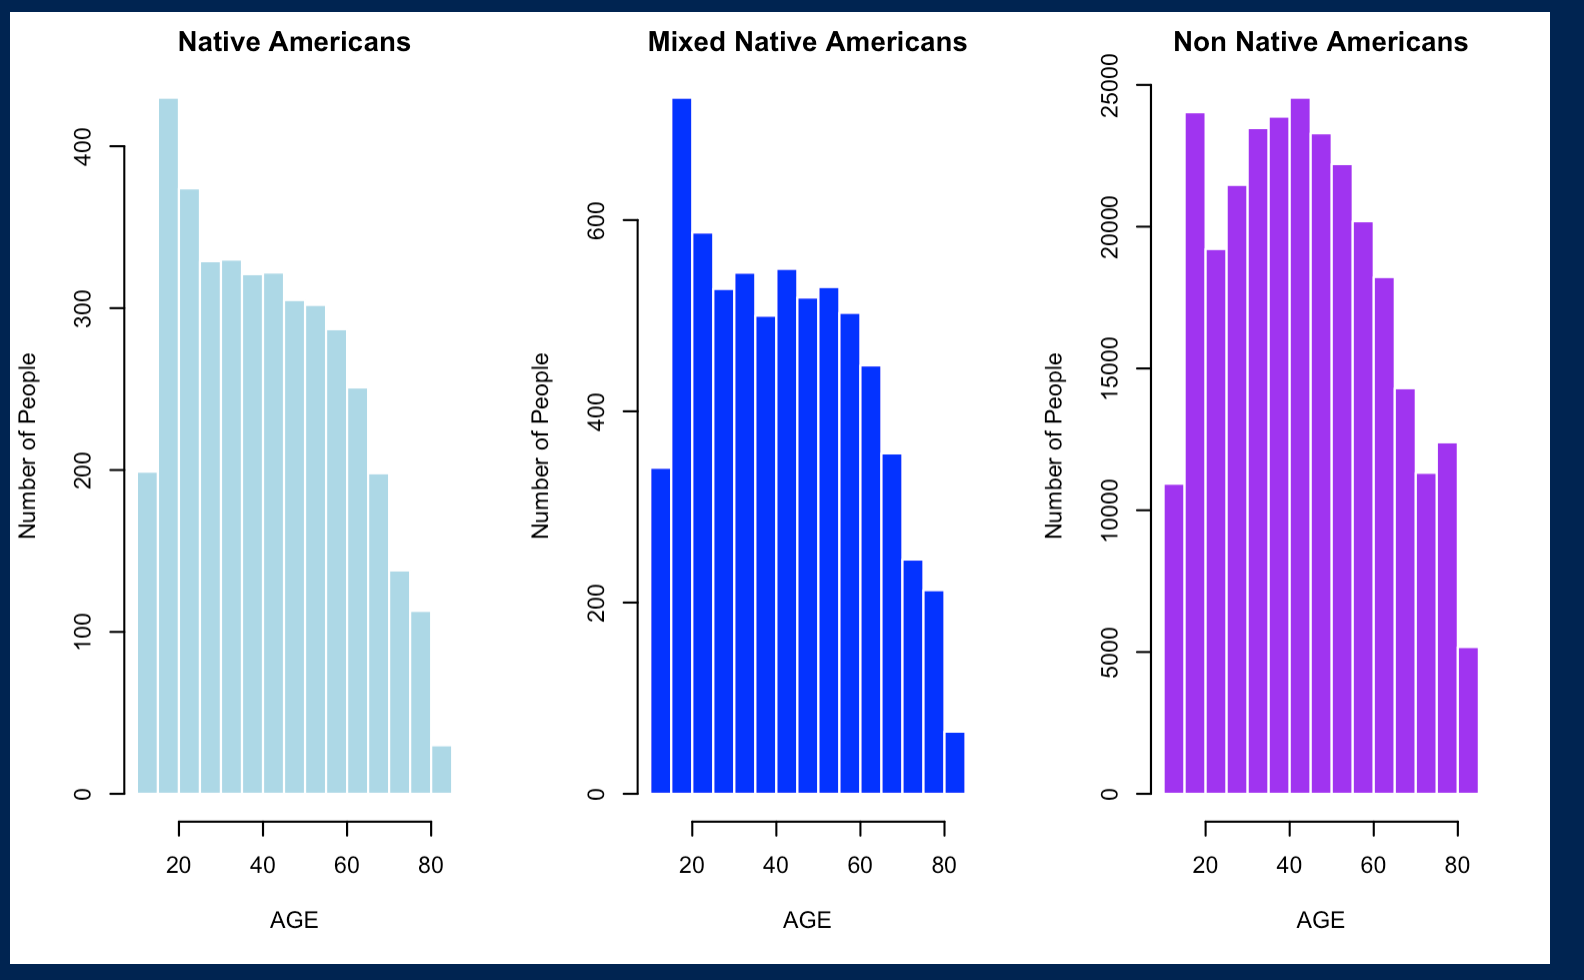 Native Americans
Number of People
0
100
200
300
400
20 40 60 80
AGE
Mixed Native Americans
Number of People
0
200
400
600
20 40 60 80
AGE
Non Native Americans
Number of People
0
5000
10000
15000
20000
25000
20 40 60 80
AGE